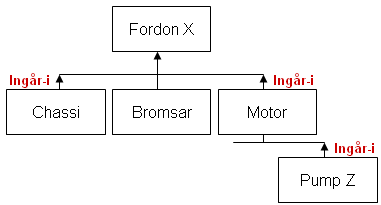 Fordon X
Ingår-i
Ingår-i
Chassi
Bromsar
Motor
Ingår-i
Pump Z